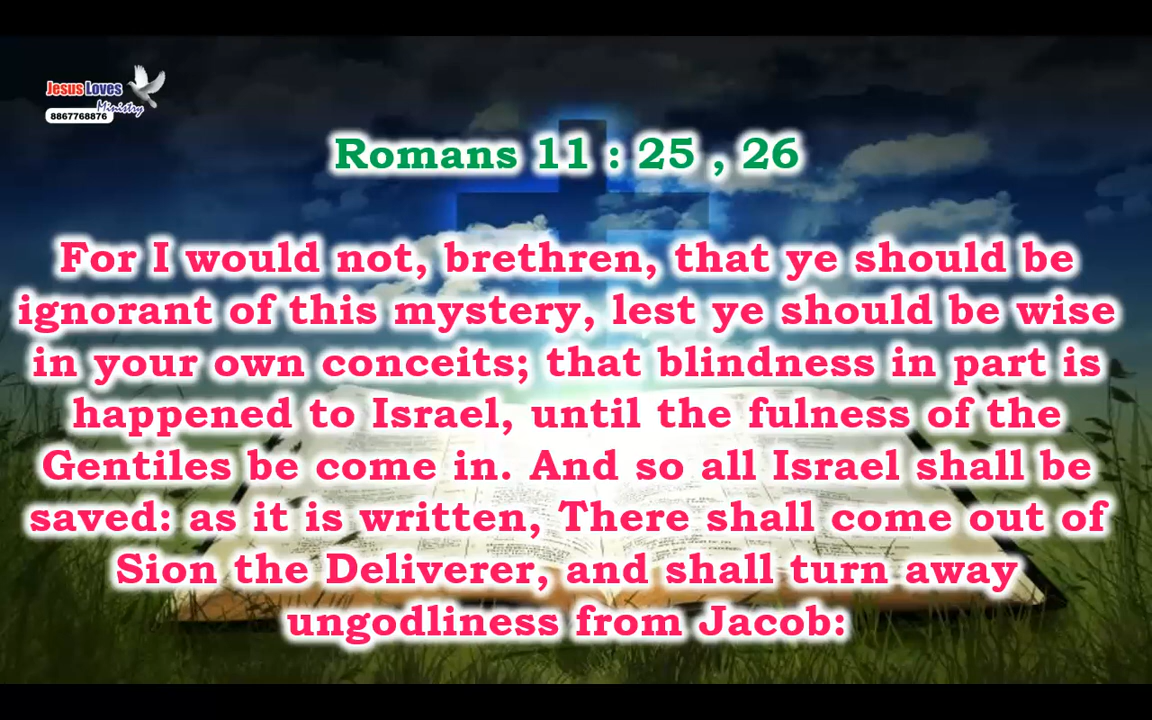 Jesus Loves
Ministry
8867768876
Romans 11 : 25 , 26
For I would not, brethren, that ye should be
ignorant of this mystery, lest ye should be wise
in your own conceits; that blindness in part is
happened to Israel, until the fulness of the
Gentiles be come in. And so all Israel shall be
saved: as it is written, There shall come out of
Sion the Deliverer, and shall turn away
ungodliness from Jacob: